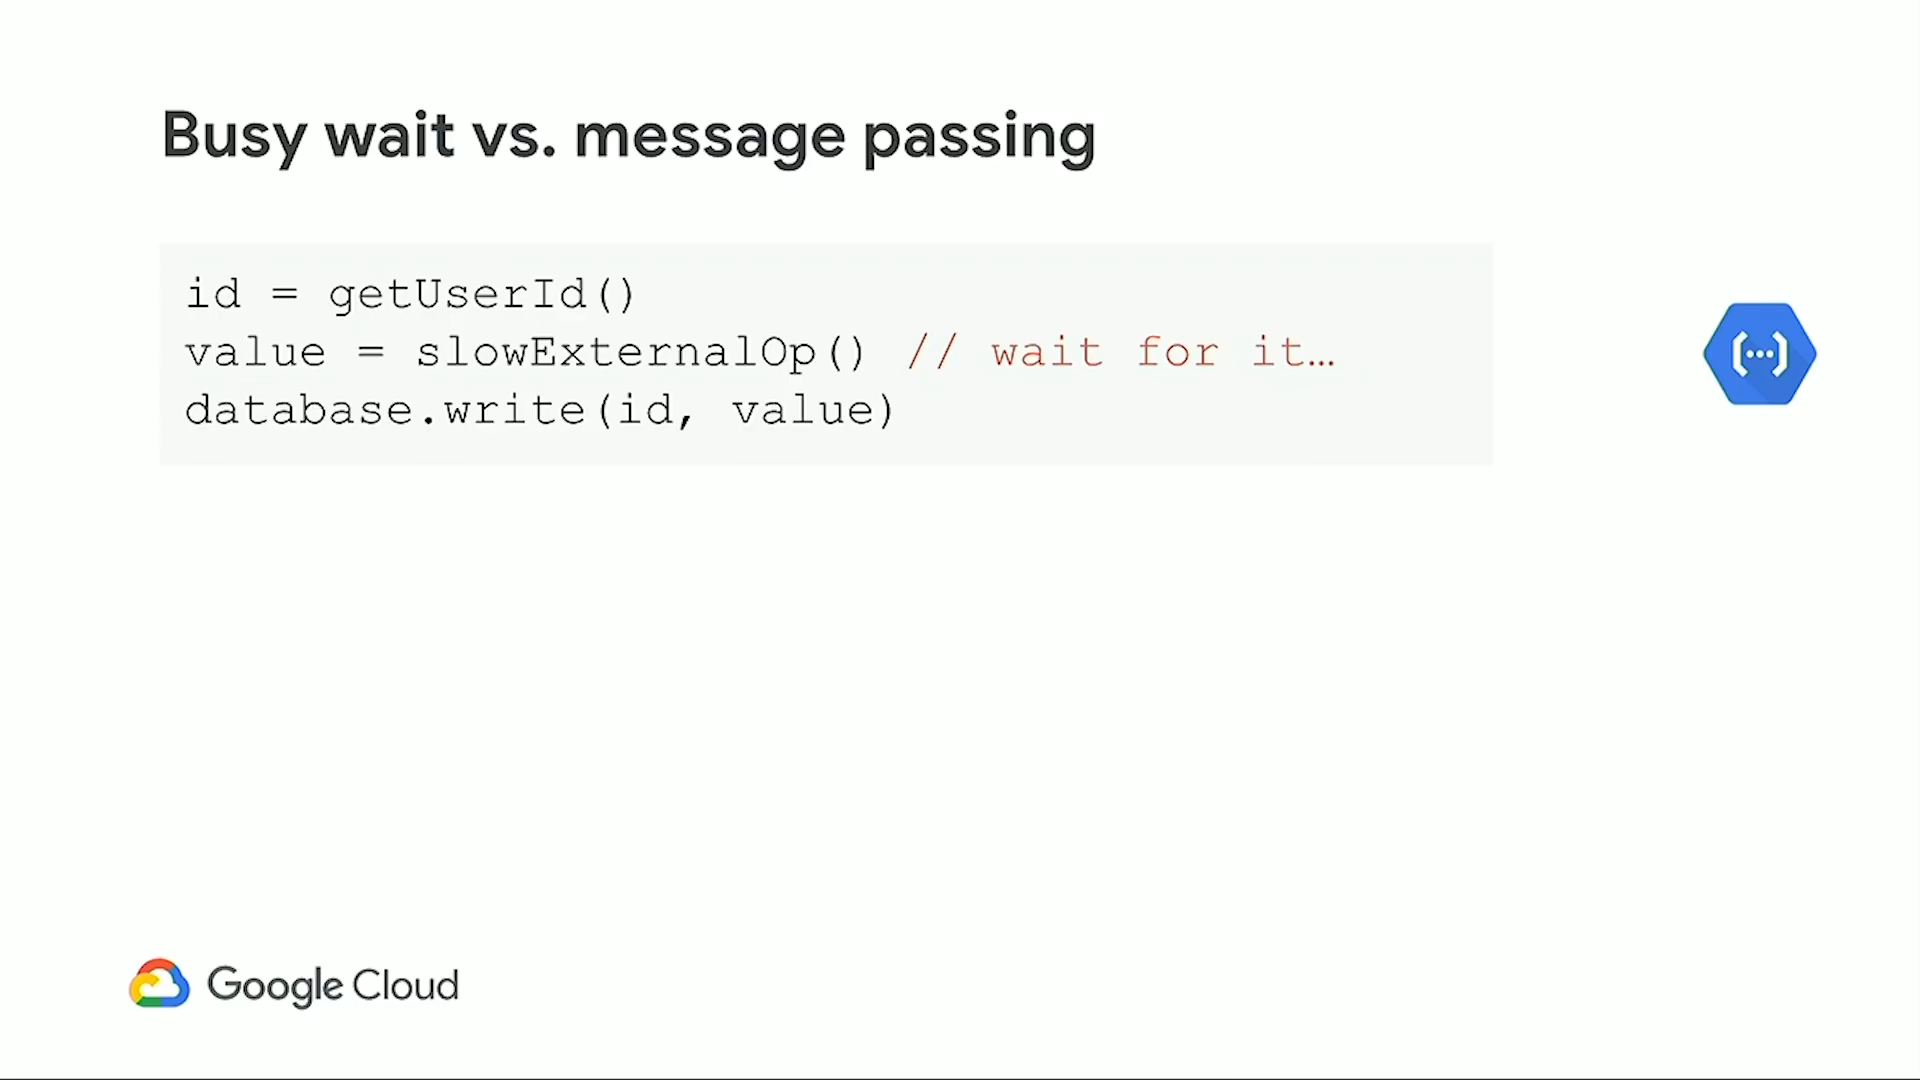 Busy wait vs. message passing
id = getUserId()
value = slowExternalOp() // wait for it…
database.write(id, value)
Google Cloud